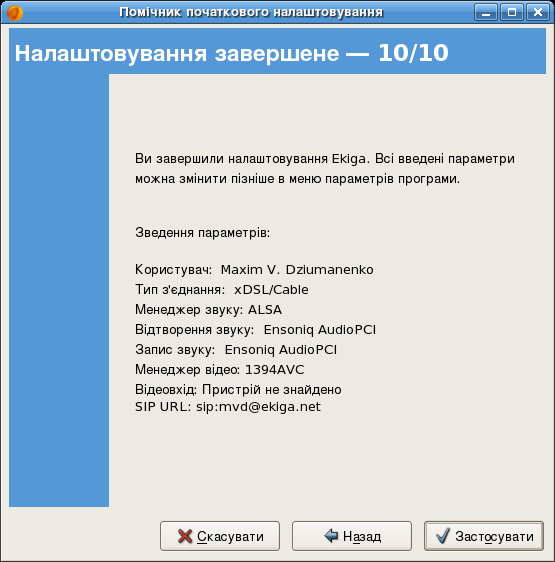 Помічник початкового налаштовування
Налаштовування завершене — 10/10
Ви завершили налаштовування Ekiga. Всі введені параметри
можна змінити пізніше в меню параметрів програми.
Зведення параметрів:
Користувач: Maxim V. Dziumanenko
Тип з'єднання: xDSL/Cable
Менеджер звуку: ALSA
Відтворення звуку: Ensoniq AudioPCI
Запис звуку: Ensoniq AudioPCI
Менеджер відео: 1394AVC
Відеовхід: Пристрій не знайдено
SIP URL: sip:mvd@ekiga.net
Скасувати Назад Застосувати